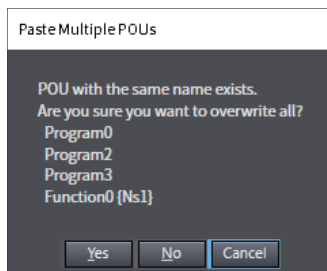 Paste Multiple POUs
POU with the same name exists.
Are you sure you want to overwrite all?
Program0
Program2
Program3
Function0 {Ns1}
Yes No Cancel